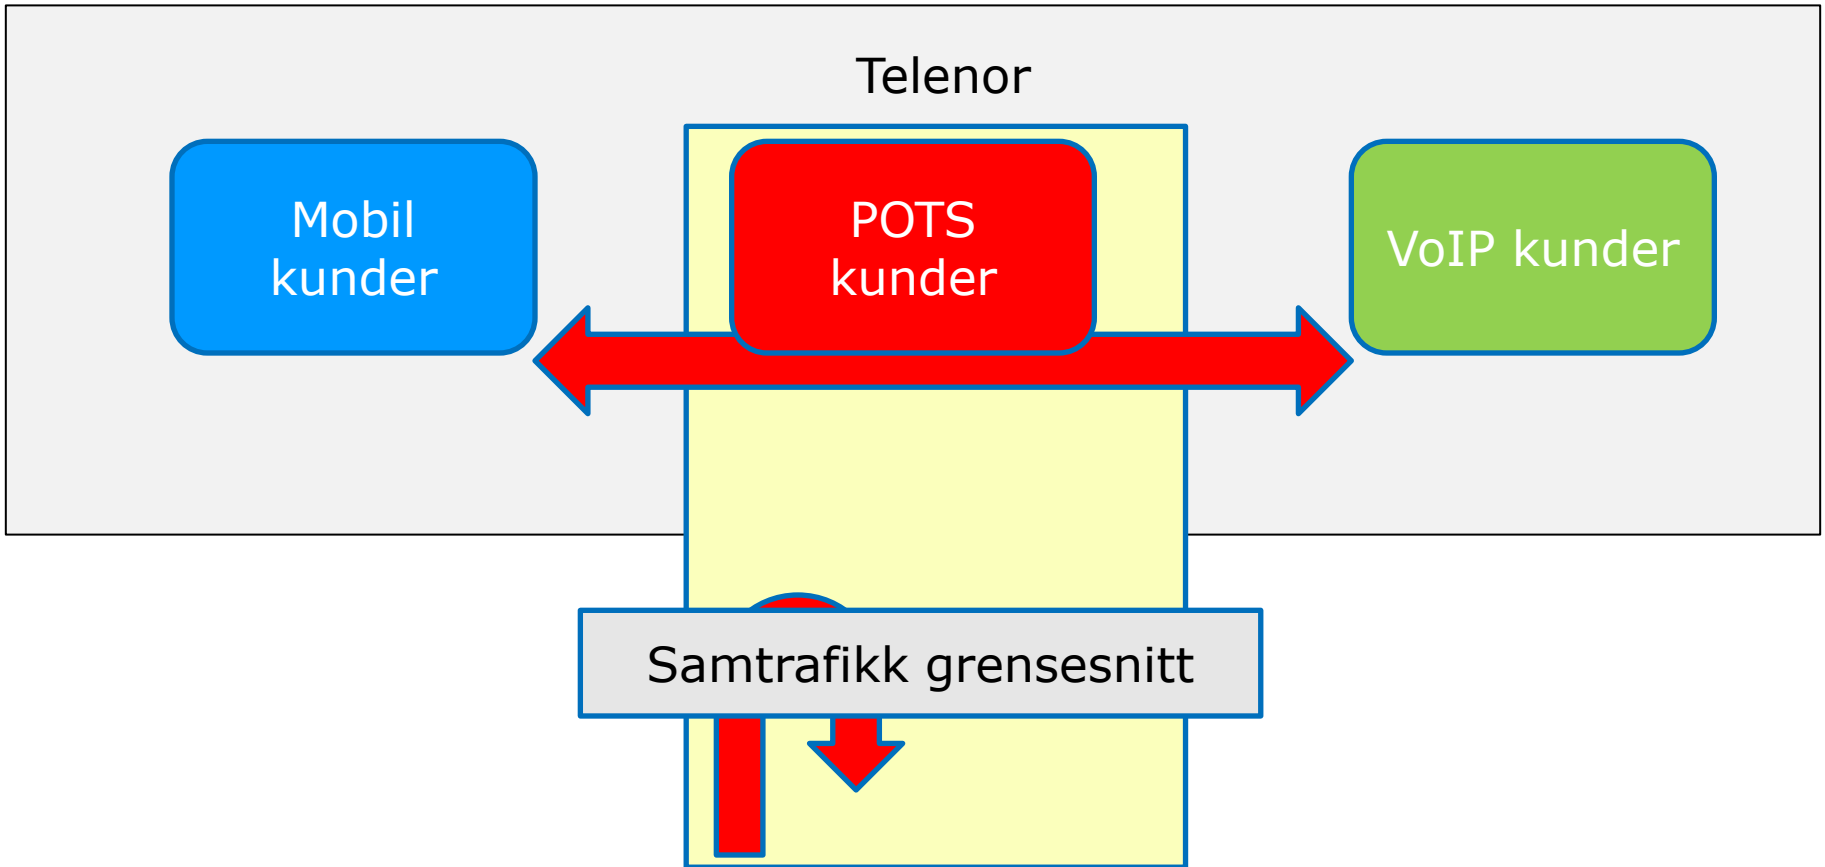 Telenor
Mobil
kunder
POTS
kunder
VoIP kunder
Samtrafikk grensesnitt